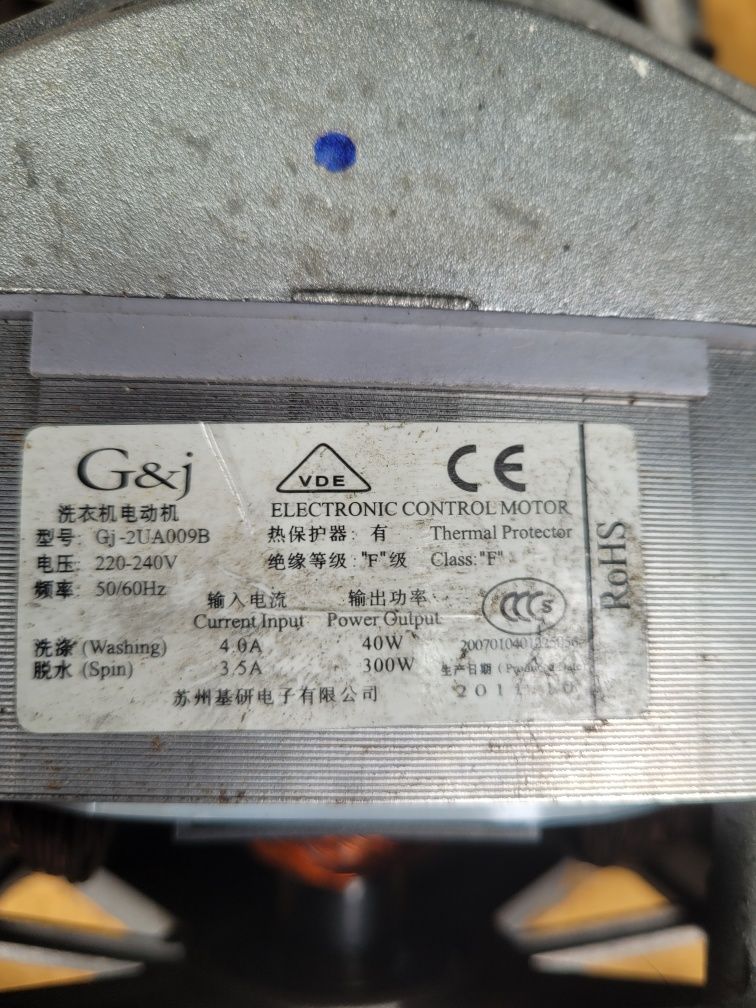 G&j
VDE
CE
洗衣机电动机
ELECTRONIC CONTROL MOTOR
型号: Gj-2UA009B
热保护器: 有 Thermal Protector
电压: 220-240V
绝缘等级: "F"级 Class:"F"
频率: 50/60Hz
输入电流 输出功率
Current Input Power Output
CCC S
洗涤 (Washing) 4.0A 40W
脱水 (Spin) 3.5A 300W
生产日期
苏州基研电子有限公司
RoHS